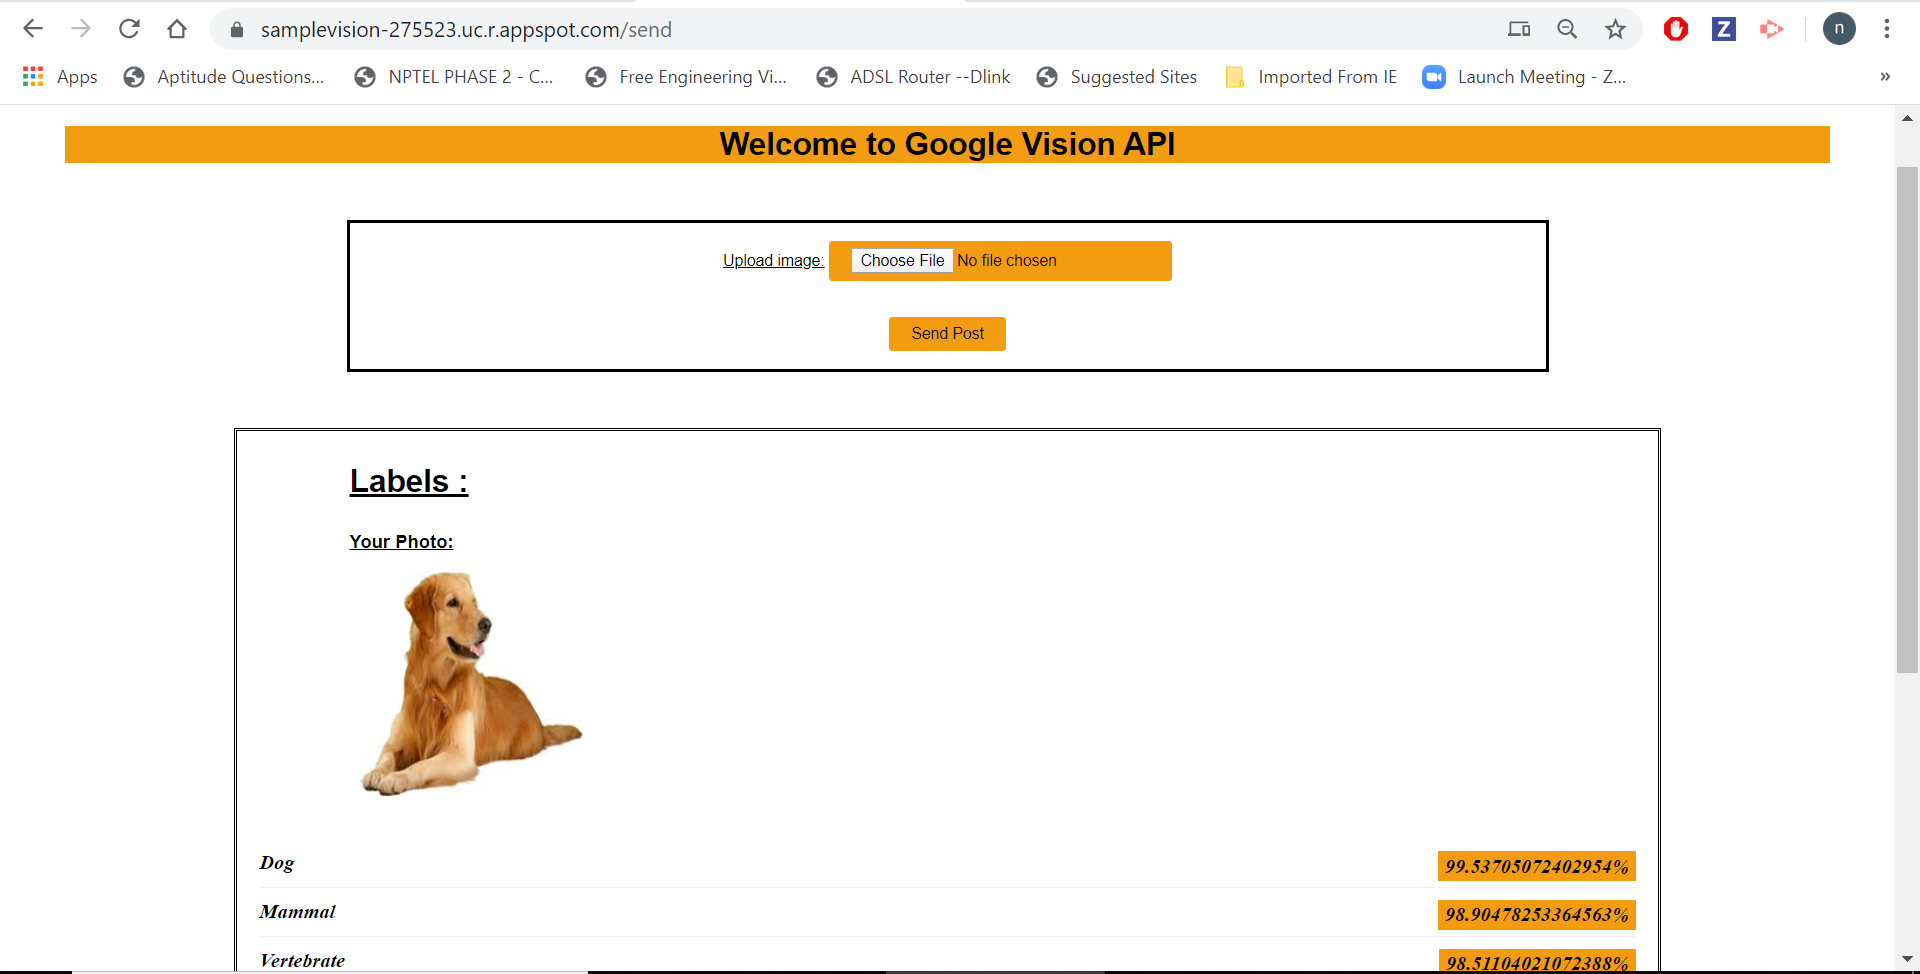 samplevision-275523.uc.r.appspot.com/send
Z
n
Apps
Aptitude Questions...
NPTEL PHASE 2 - C...
Free Engineering Vi...
ADSL Router --Dlink
Suggested Sites
Imported From IE
Launch Meeting - Z...
»
Welcome to Google Vision API
Upload image: Choose File No file chosen
Send Post
Labels :
Your Photo:
Dog 99.53705072402954%
Mammal 98.90478253364563%
Vertebrate 98.51104021072388%